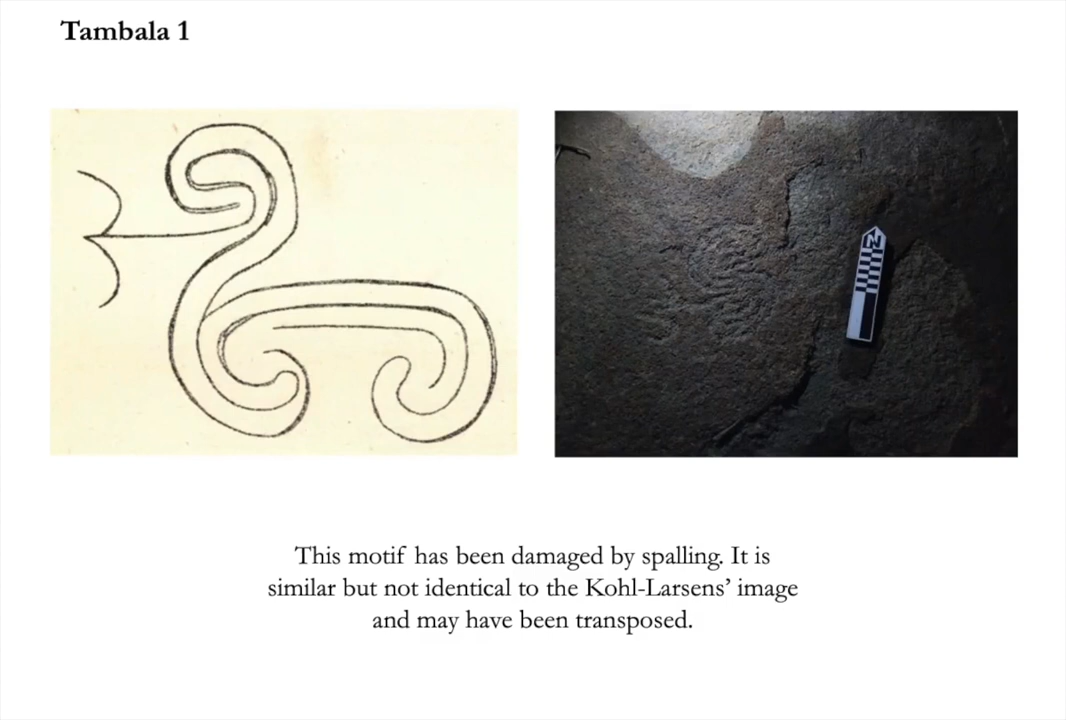 Tambala 1
This motif has been damaged by spalling. It is
similar but not identical to the Kohl-Larsens’ image
and may have been transposed.